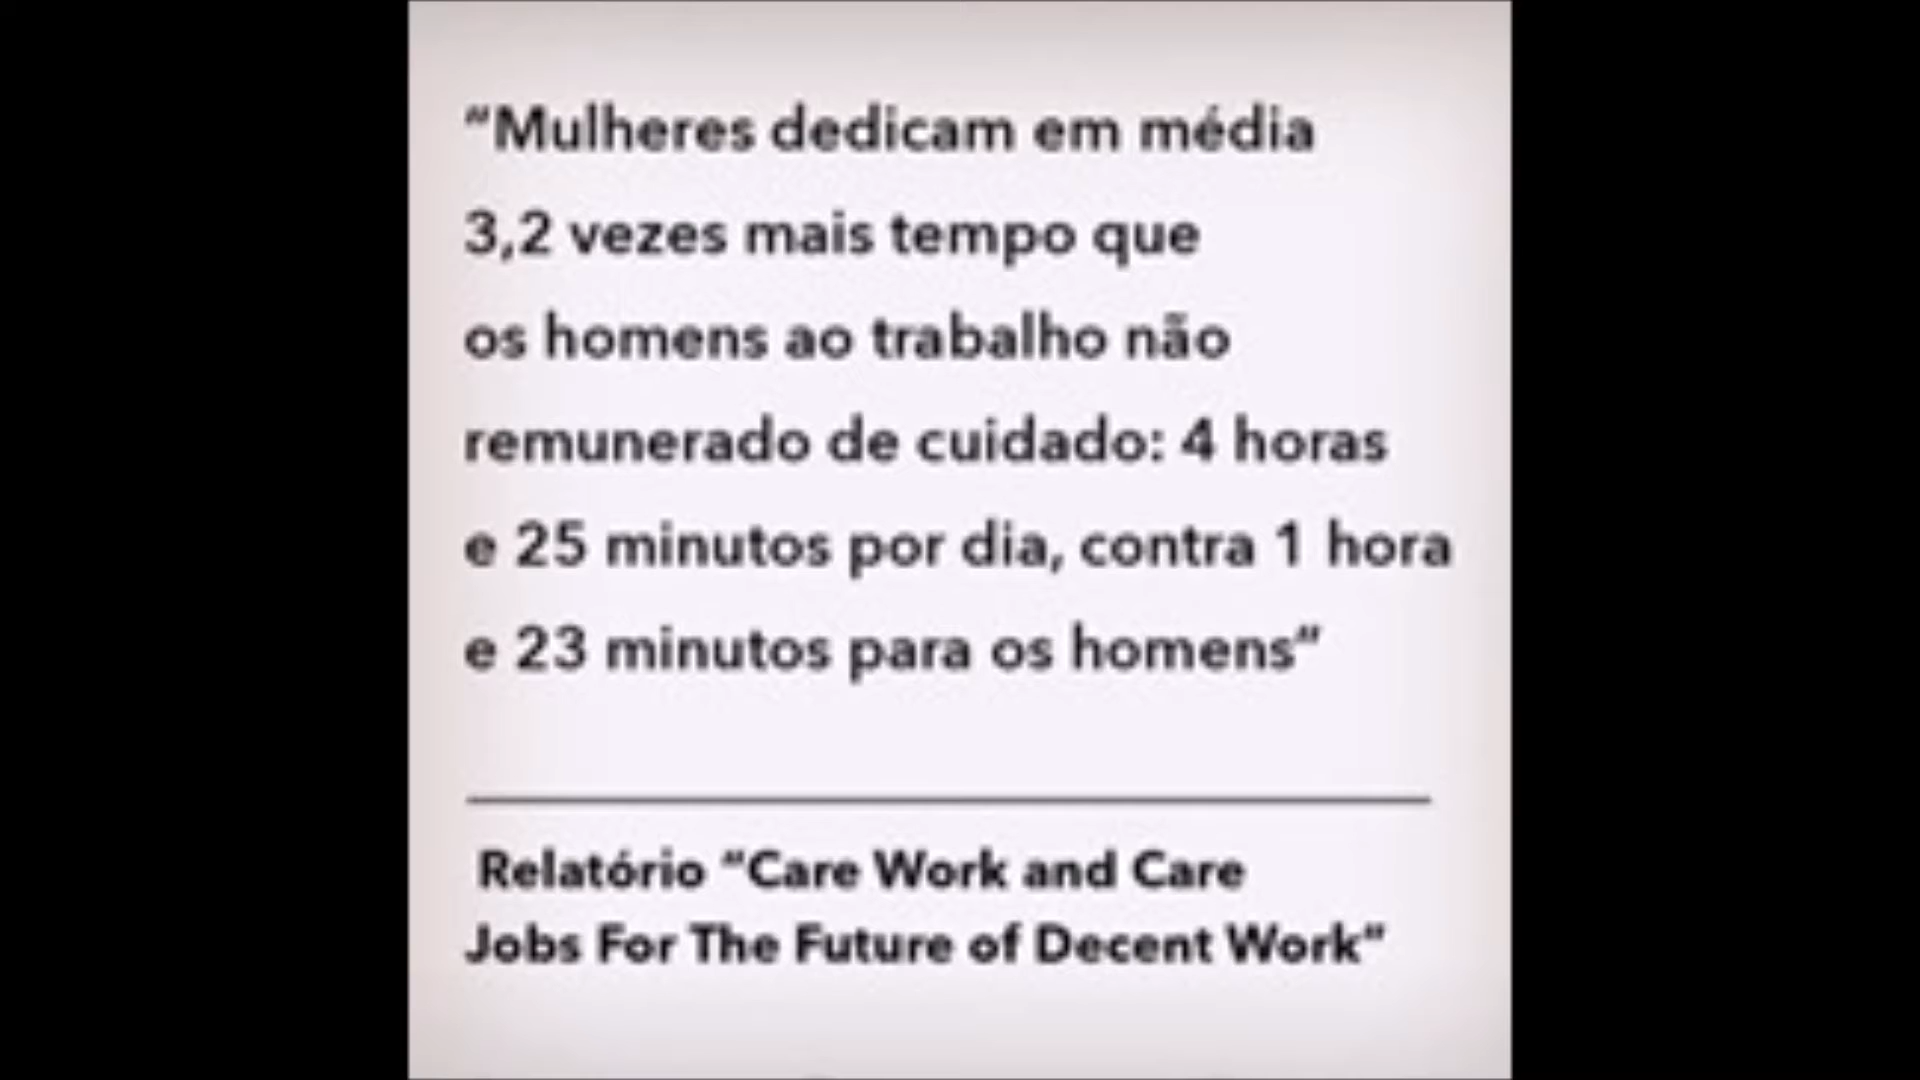 “Mulheres dedicam em média
3,2 vezes mais tempo que
os homens ao trabalho não
remunerado de cuidado: 4 horas
e 25 minutos por dia, contra 1 hora
e 23 minutos para os homens“
Relatório “Care Work and Care
Jobs For The Future of Decent Work“